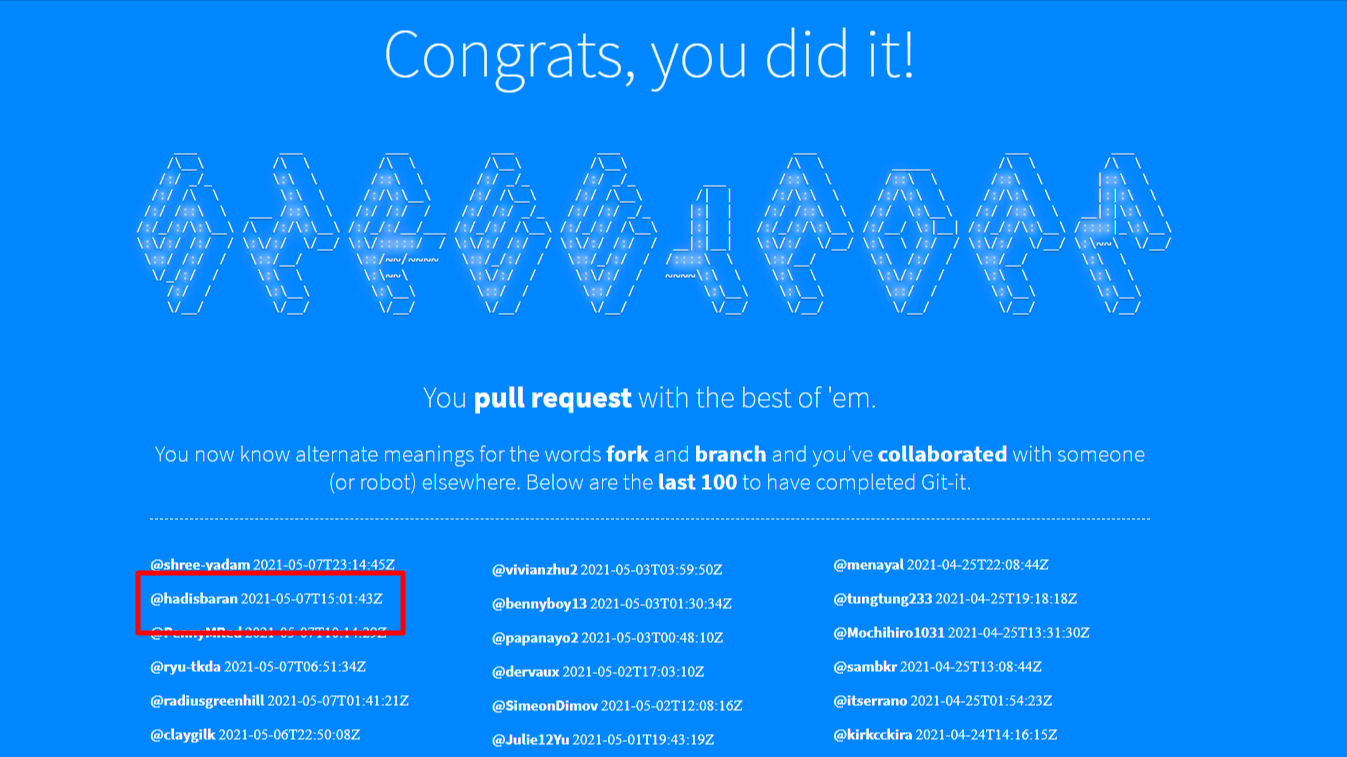 Congrats, you did it!
You pull request with the best of 'em.
You now know alternate meanings for the words fork and branch and you've collaborated with someone
(or robot) elsewhere. Below are the last 100 to have completed Git-it.
@shree-yadam 2021-05-07T23:14:45Z
@hadisbaran 2021-05-07T15:01:43Z
@PennyMRed 2021-05-07T10:14:29Z
@ryu-tkda 2021-05-07T06:51:34Z
@radiusgreenhill 2021-05-07T01:41:21Z
@claygilk 2021-05-06T22:50:08Z
@vivianzhu2 2021-05-03T03:59:50Z
@bennyboy13 2021-05-03T01:30:34Z
@papanayo2 2021-05-03T00:48:10Z
@dervaux 2021-05-02T17:03:10Z
@SimeonDimov 2021-05-02T12:08:16Z
@Julie12Yu 2021-05-01T19:43:19Z
@menayal 2021-04-25T22:08:44Z
@tungtung233 2021-04-25T19:18:18Z
@Mochihiro1031 2021-04-25T13:31:30Z
@sambkr 2021-04-25T13:08:44Z
@itserrano 2021-04-25T01:54:23Z
@kirkcckira 2021-04-24T14:16:15Z